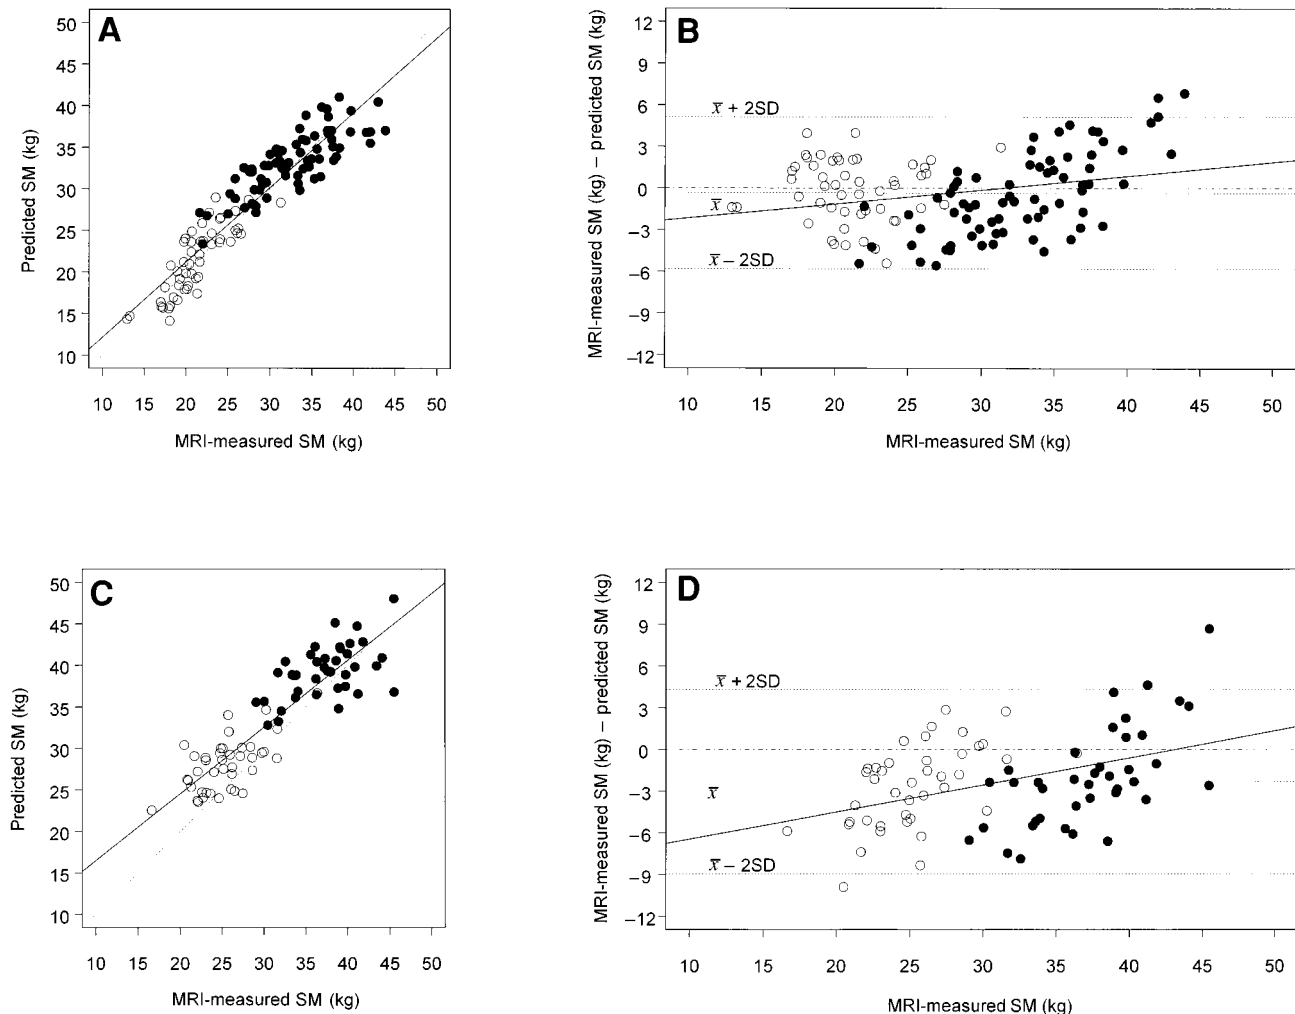 A
50
45
40
35
30
25
20
15
10
Predicted SM (kg)
10 15 20 25 30 35 40 45 50
MRI-measured SM (kg)
B
12
9
6
3
0
−3
−6
−9
−12
MRI-measured SM (kg) − predicted SM (kg)
x̄ + 2SD
x̄
x̄ − 2SD
10 15 20 25 30 35 40 45 50
MRI-measured SM (kg)
C
50
45
40
35
30
25
20
15
10
Predicted SM (kg)
10 15 20 25 30 35 40 45 50
MRI-measured SM (kg)
D
12
9
6
3
0
−3
−6
−9
−12
MRI-measured SM (kg) − predicted SM (kg)
x̄ + 2SD
x̄
x̄ − 2SD
10 15 20 25 30 35 40 45 50
MRI-measured SM (kg)